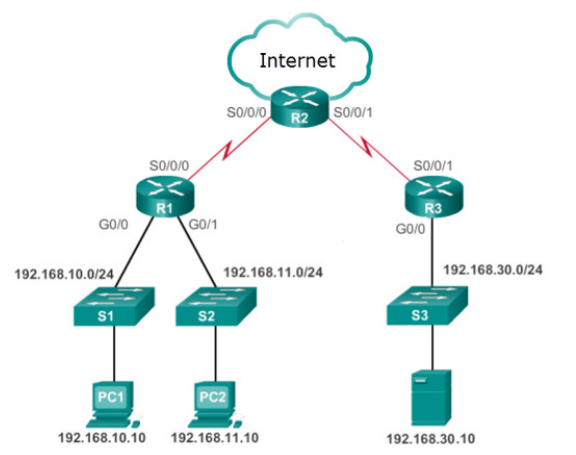 Internet
S0/0/0
R2
S0/0/1
S0/0/0
S0/0/1
R1
R3
G0/0
G0/1
G0/0
192.168.10.0/24
192.168.11.0/24
192.168.30.0/24
S1
S2
S3
PC1
PC2
192.168.10.10
192.168.11.10
192.168.30.10